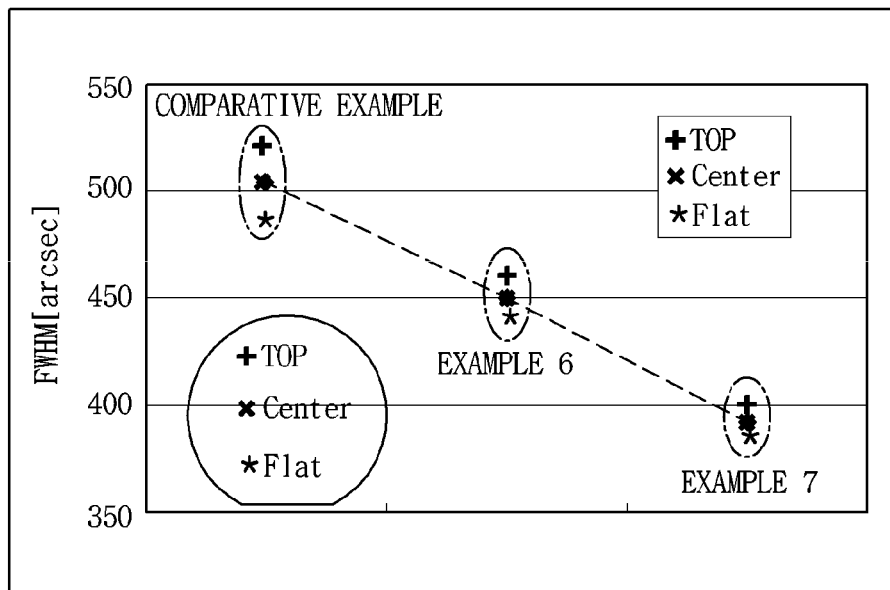 550
COMPARATIVE EXAMPLE
TOP
Center
Flat
500
FWHM[arcsec]
450
EXAMPLE 6
TOP
400
Center
Flat
EXAMPLE 7
350